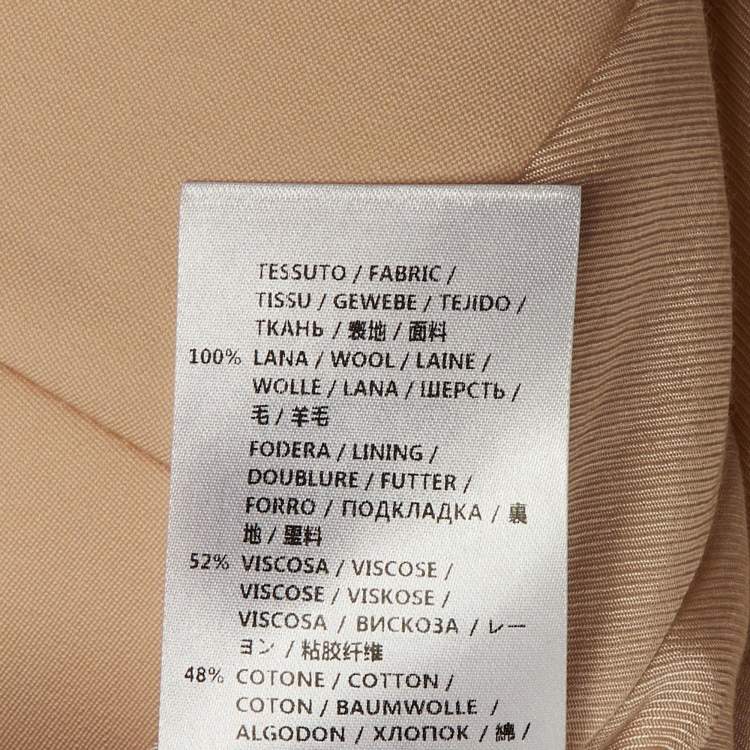 TESSUTO / FABRIC /
TISSU / GEWEBE / TEJIDO /
ТКАНЬ / 裏地 / 面料
100% LANA / WOOL / LAINE /
WOLLE / LANA / ШЕРСТЬ /
毛 / 羊毛
FODERA / LINING /
DOUBLURE / FUTTER /
FORRO / ПОДКЛАДКА / 裏
地 / 里料
52% VISCOSA / VISCOSE /
VISCOSE / VISKOSE /
VISCOSA / ВИСКОЗА / レー
ヨン / 粘胶纤维
48% COTONE / COTTON /
COTON / BAUMWOLLE /
ALGODON / ХЛОПОК / 綿 /